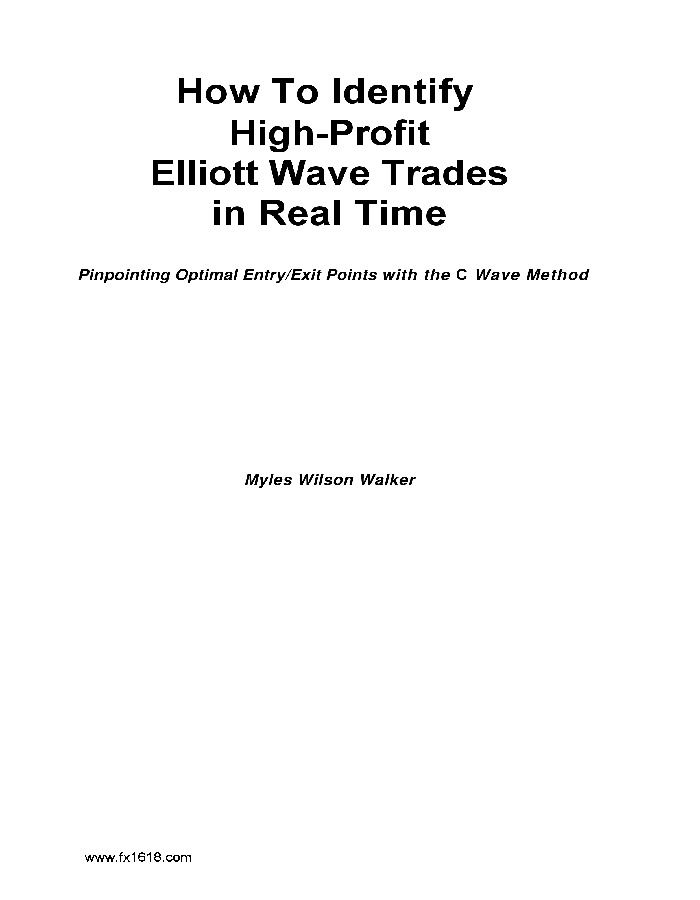 How To Identify
High-Profit
Elliott Wave Trades
in Real Time
Pinpointing Optimal Entry/Exit Points with the C Wave Method
Myles Wilson Walker
www.fx1618.com